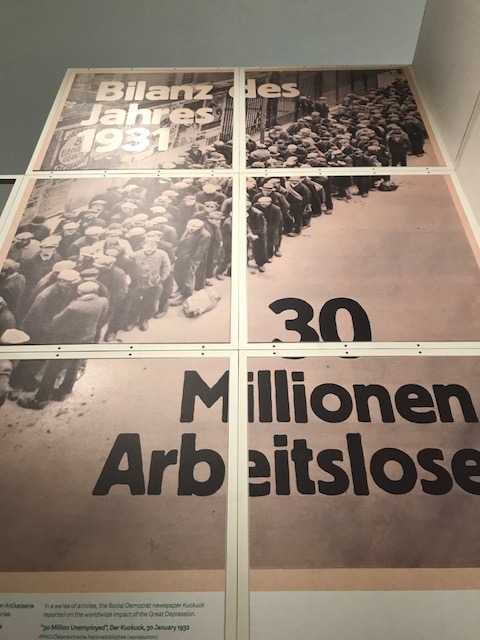 Bilanz des
Jahres
1931
30
Millionen
Arbeitslose
In a series of articles, the Social Democrat newspaper Kuckuck
reported on the worldwide impact of the Great Depression.
"30 Million Unemployed", Der Kuckuck, 30 January 1932